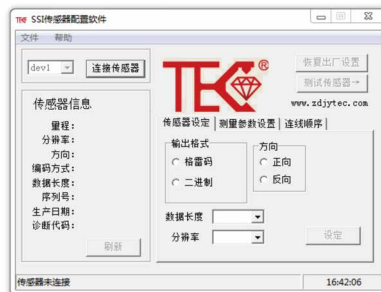 TEK SSI传感器配置软件
文件 帮助
dev1 连接传感器
TEK®
恢复出厂设置
测试传感器→
www.zdjytec.com
传感器信息
量程:
分辨率:
方向:
编码方式:
数据长度:
序列号:
生产日期:
诊断代码:
刷新
传感器设定 测量参数设置 连线顺序
输出格式
格雷码
二进制
方向
正向
反向
数据长度
分辨率
设定
传感器未连接 16:42:06